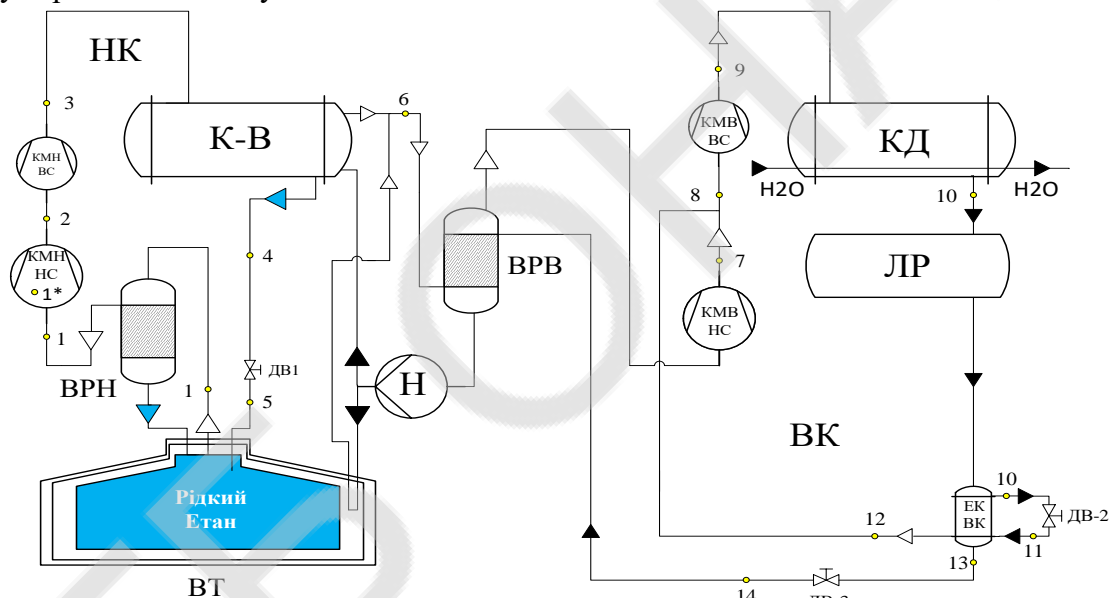 НК
3
К-В
6
КМН
ВС
2
КМН
НС
1*
1
ВРН
1
4
ДВ1
5
Н
ВРВ
Рідкий
Етан
ВТ
9
КМВ
ВС
8
7
КМВ
НС
КД
H2O
H2O
10
ЛР
ВК
10
ЕК
ВК
ДВ-2
12
11
13
14